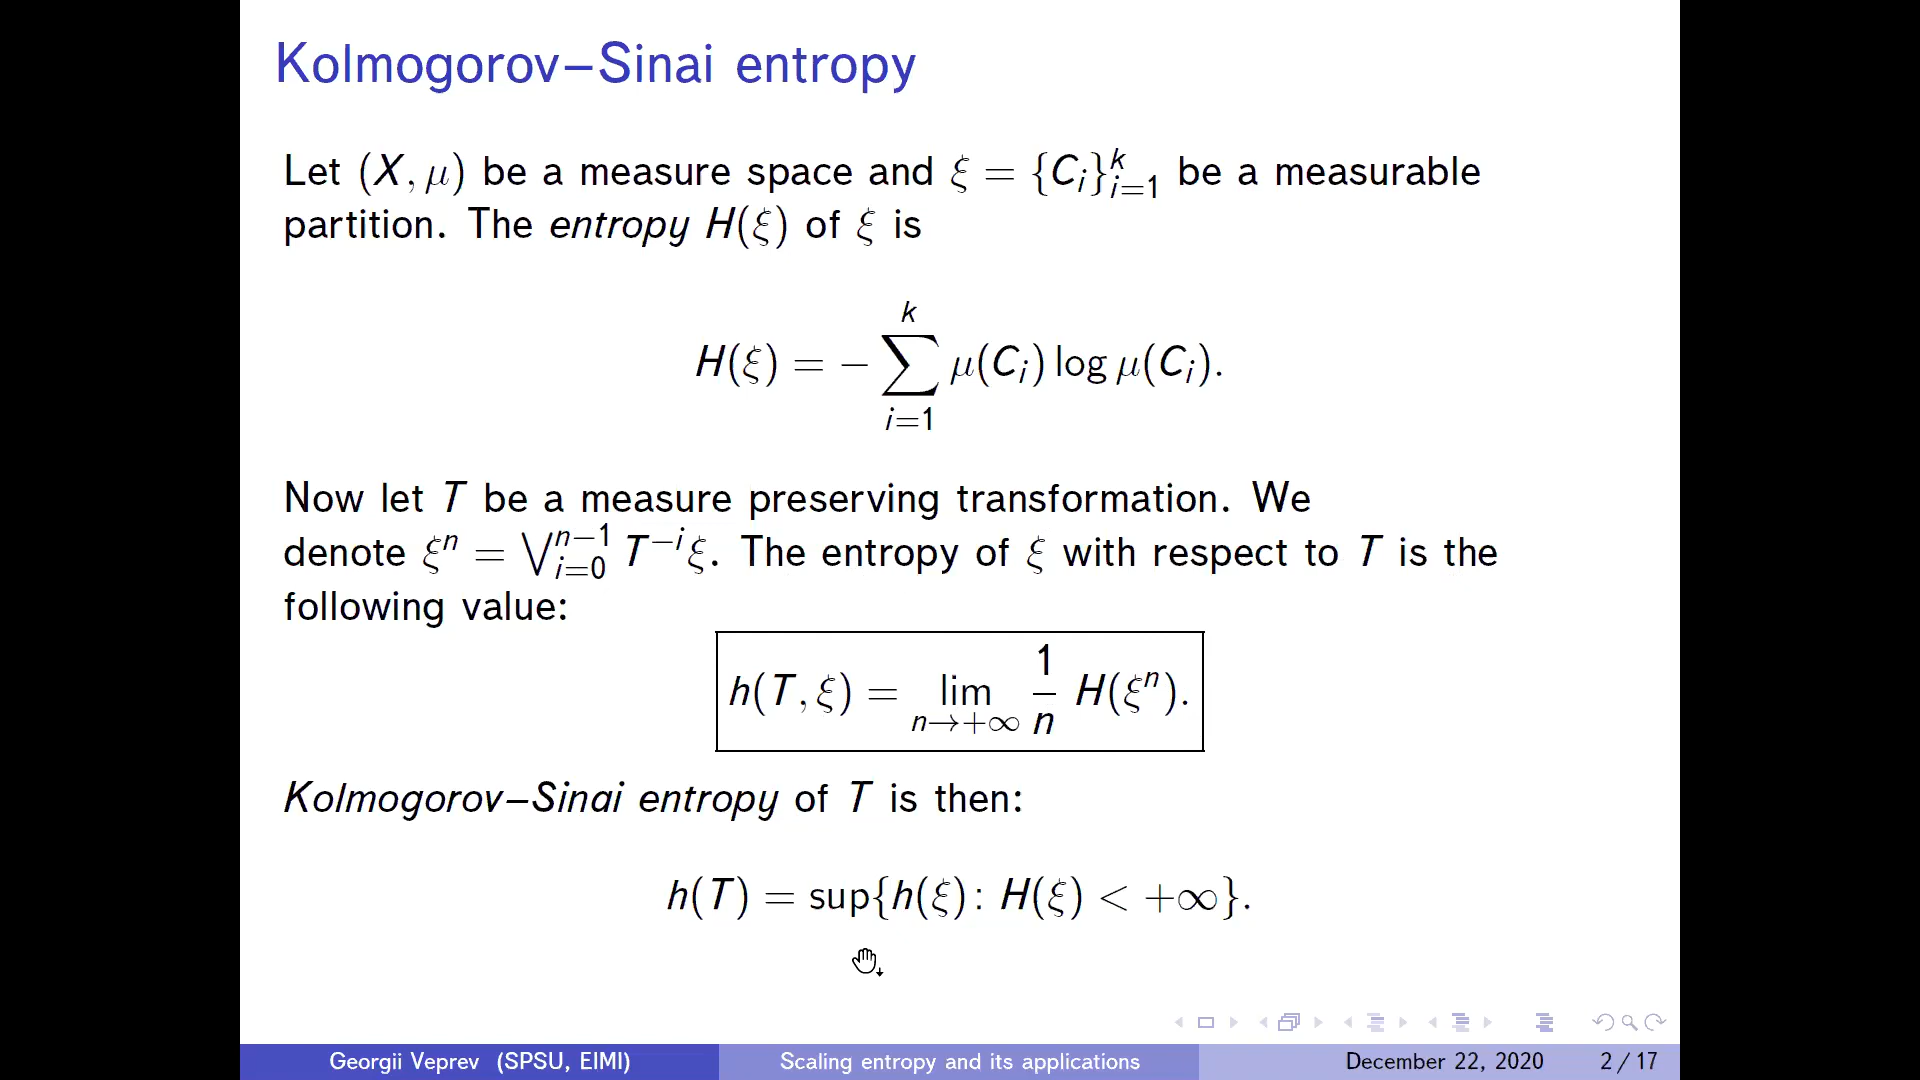 Kolmogorov–Sinai entropy
Let (X, μ) be a measure space and ξ = {C_i}_{i=1}^k be a measurable
partition. The entropy H(ξ) of ξ is
H(ξ) = − ∑_{i=1}^k μ(C_i) log μ(C_i).
Now let T be a measure preserving transformation. We
denote ξ^n = ⋁_{i=0}^{n−1} T^{−i}ξ. The entropy of ξ with respect to T is the
following value:
h(T, ξ) = lim_{n→+∞} 1/n H(ξ^n).
Kolmogorov–Sinai entropy of T is then:
h(T) = sup{h(ξ): H(ξ) < +∞}.
Georgii Veprev (SPSU, EIMI) Scaling entropy and its applications December 22, 2020 2 / 17